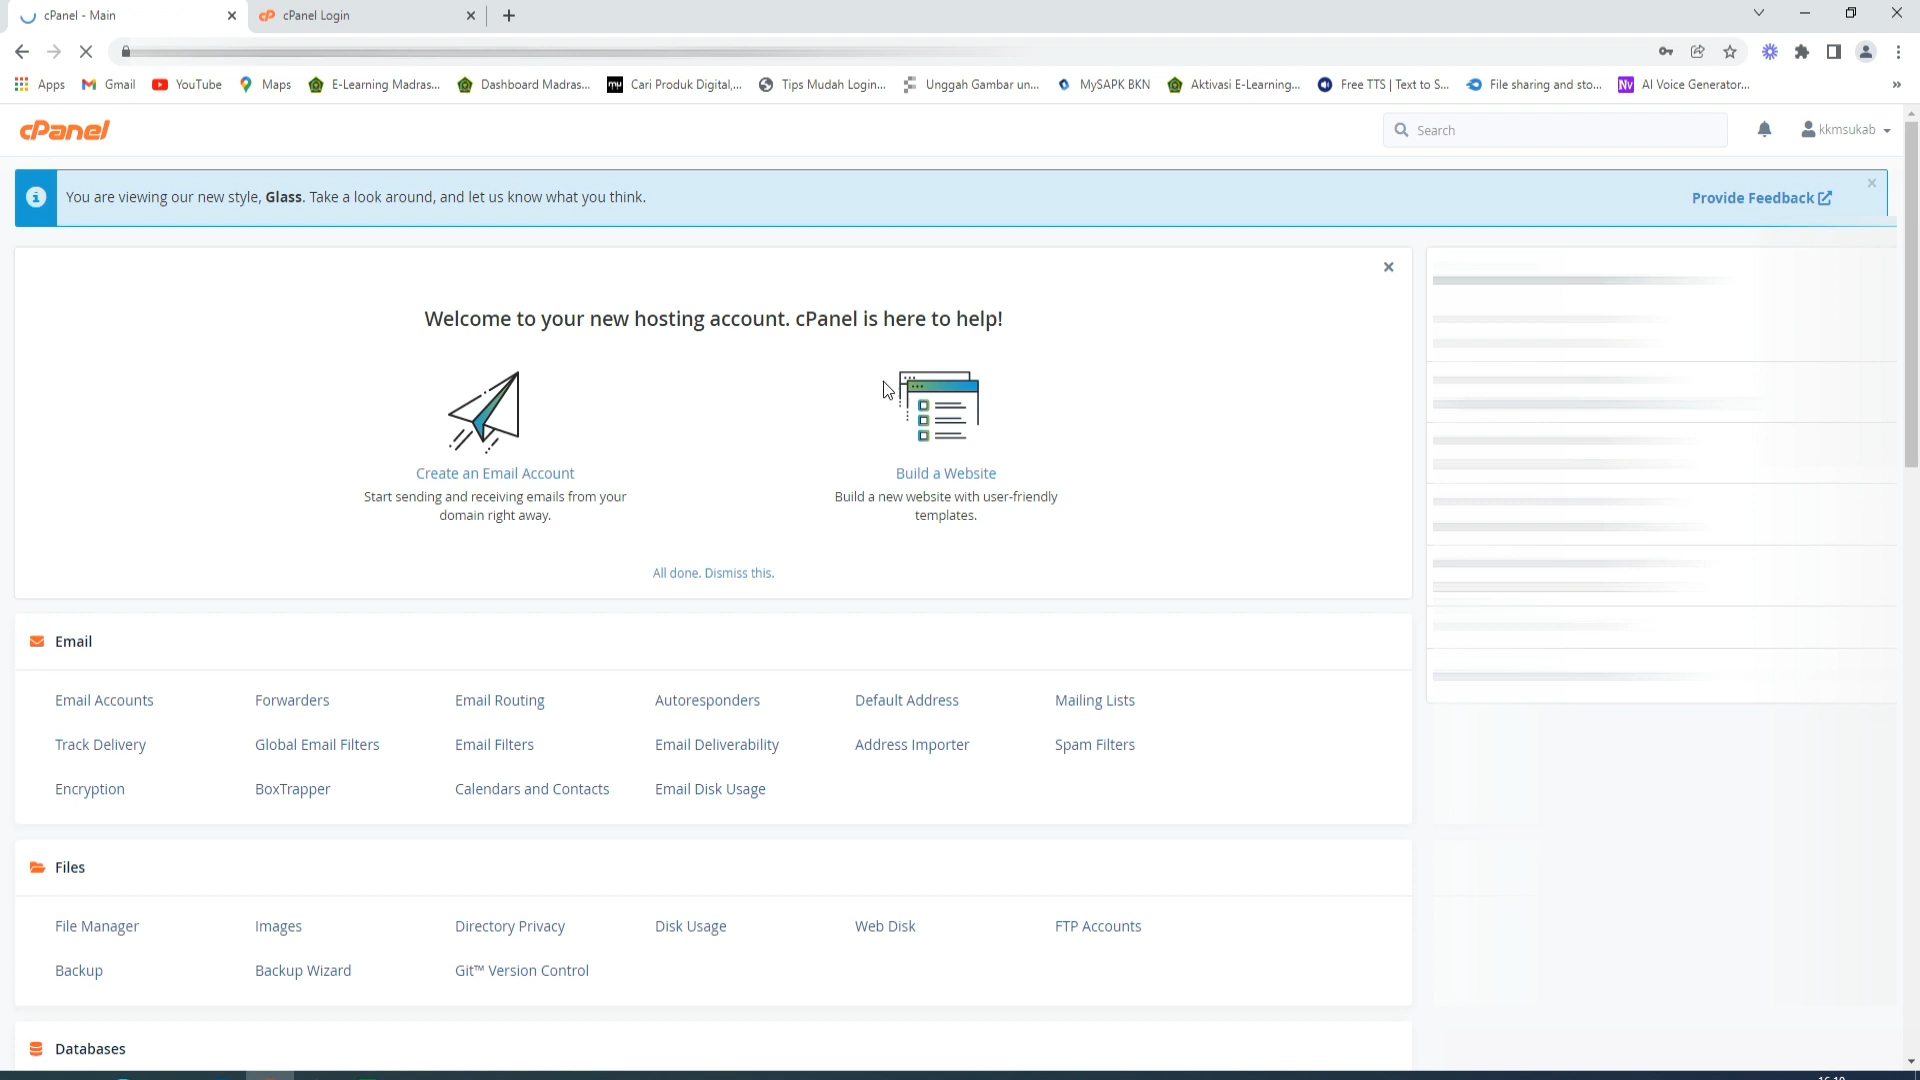 cPanel - Main
cPanel Login
Apps
Gmail
YouTube
Maps
E-Learning Madras...
Dashboard Madras...
mu
Cari Produk Digital,...
Tips Mudah Login...
Unggah Gambar un...
MySAPK BKN
Aktivasi E-Learning...
Free TTS | Text to S...
File sharing and sto...
Nv
AI Voice Generator...
cPanel
Search
kkmsukab
You are viewing our new style, Glass. Take a look around, and let us know what you think.
Provide Feedback
Welcome to your new hosting account. cPanel is here to help!
Create an Email Account
Start sending and receiving emails from your
domain right away.
Build a Website
Build a new website with user-friendly
templates.
All done. Dismiss this.
Email
Email Accounts
Forwarders
Email Routing
Autoresponders
Default Address
Mailing Lists
Track Delivery
Global Email Filters
Email Filters
Email Deliverability
Address Importer
Spam Filters
Encryption
BoxTrapper
Calendars and Contacts
Email Disk Usage
Files
File Manager
Images
Directory Privacy
Disk Usage
Web Disk
FTP Accounts
Backup
Backup Wizard
Git™ Version Control
Databases